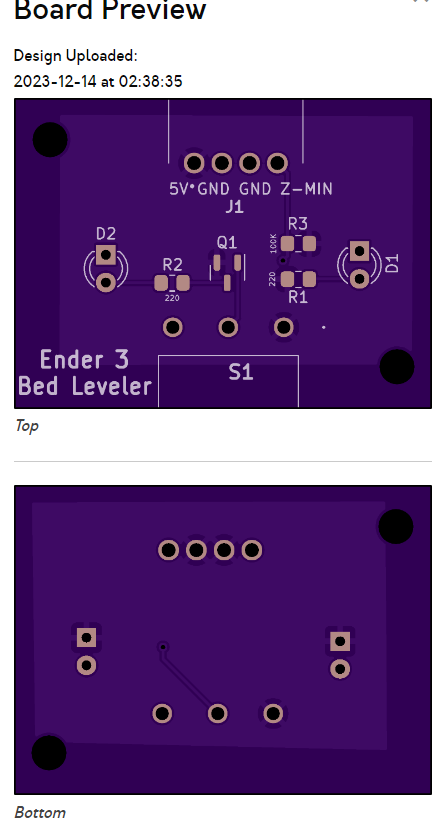 Board Preview
Design Uploaded:
2023-12-14 at 02:38:35
5V•GND GND Z-MIN
J1
D2
Q1
R3
100K
D1
R2
220
220
R1
Ender 3
Bed Leveler
S1
Top
Bottom